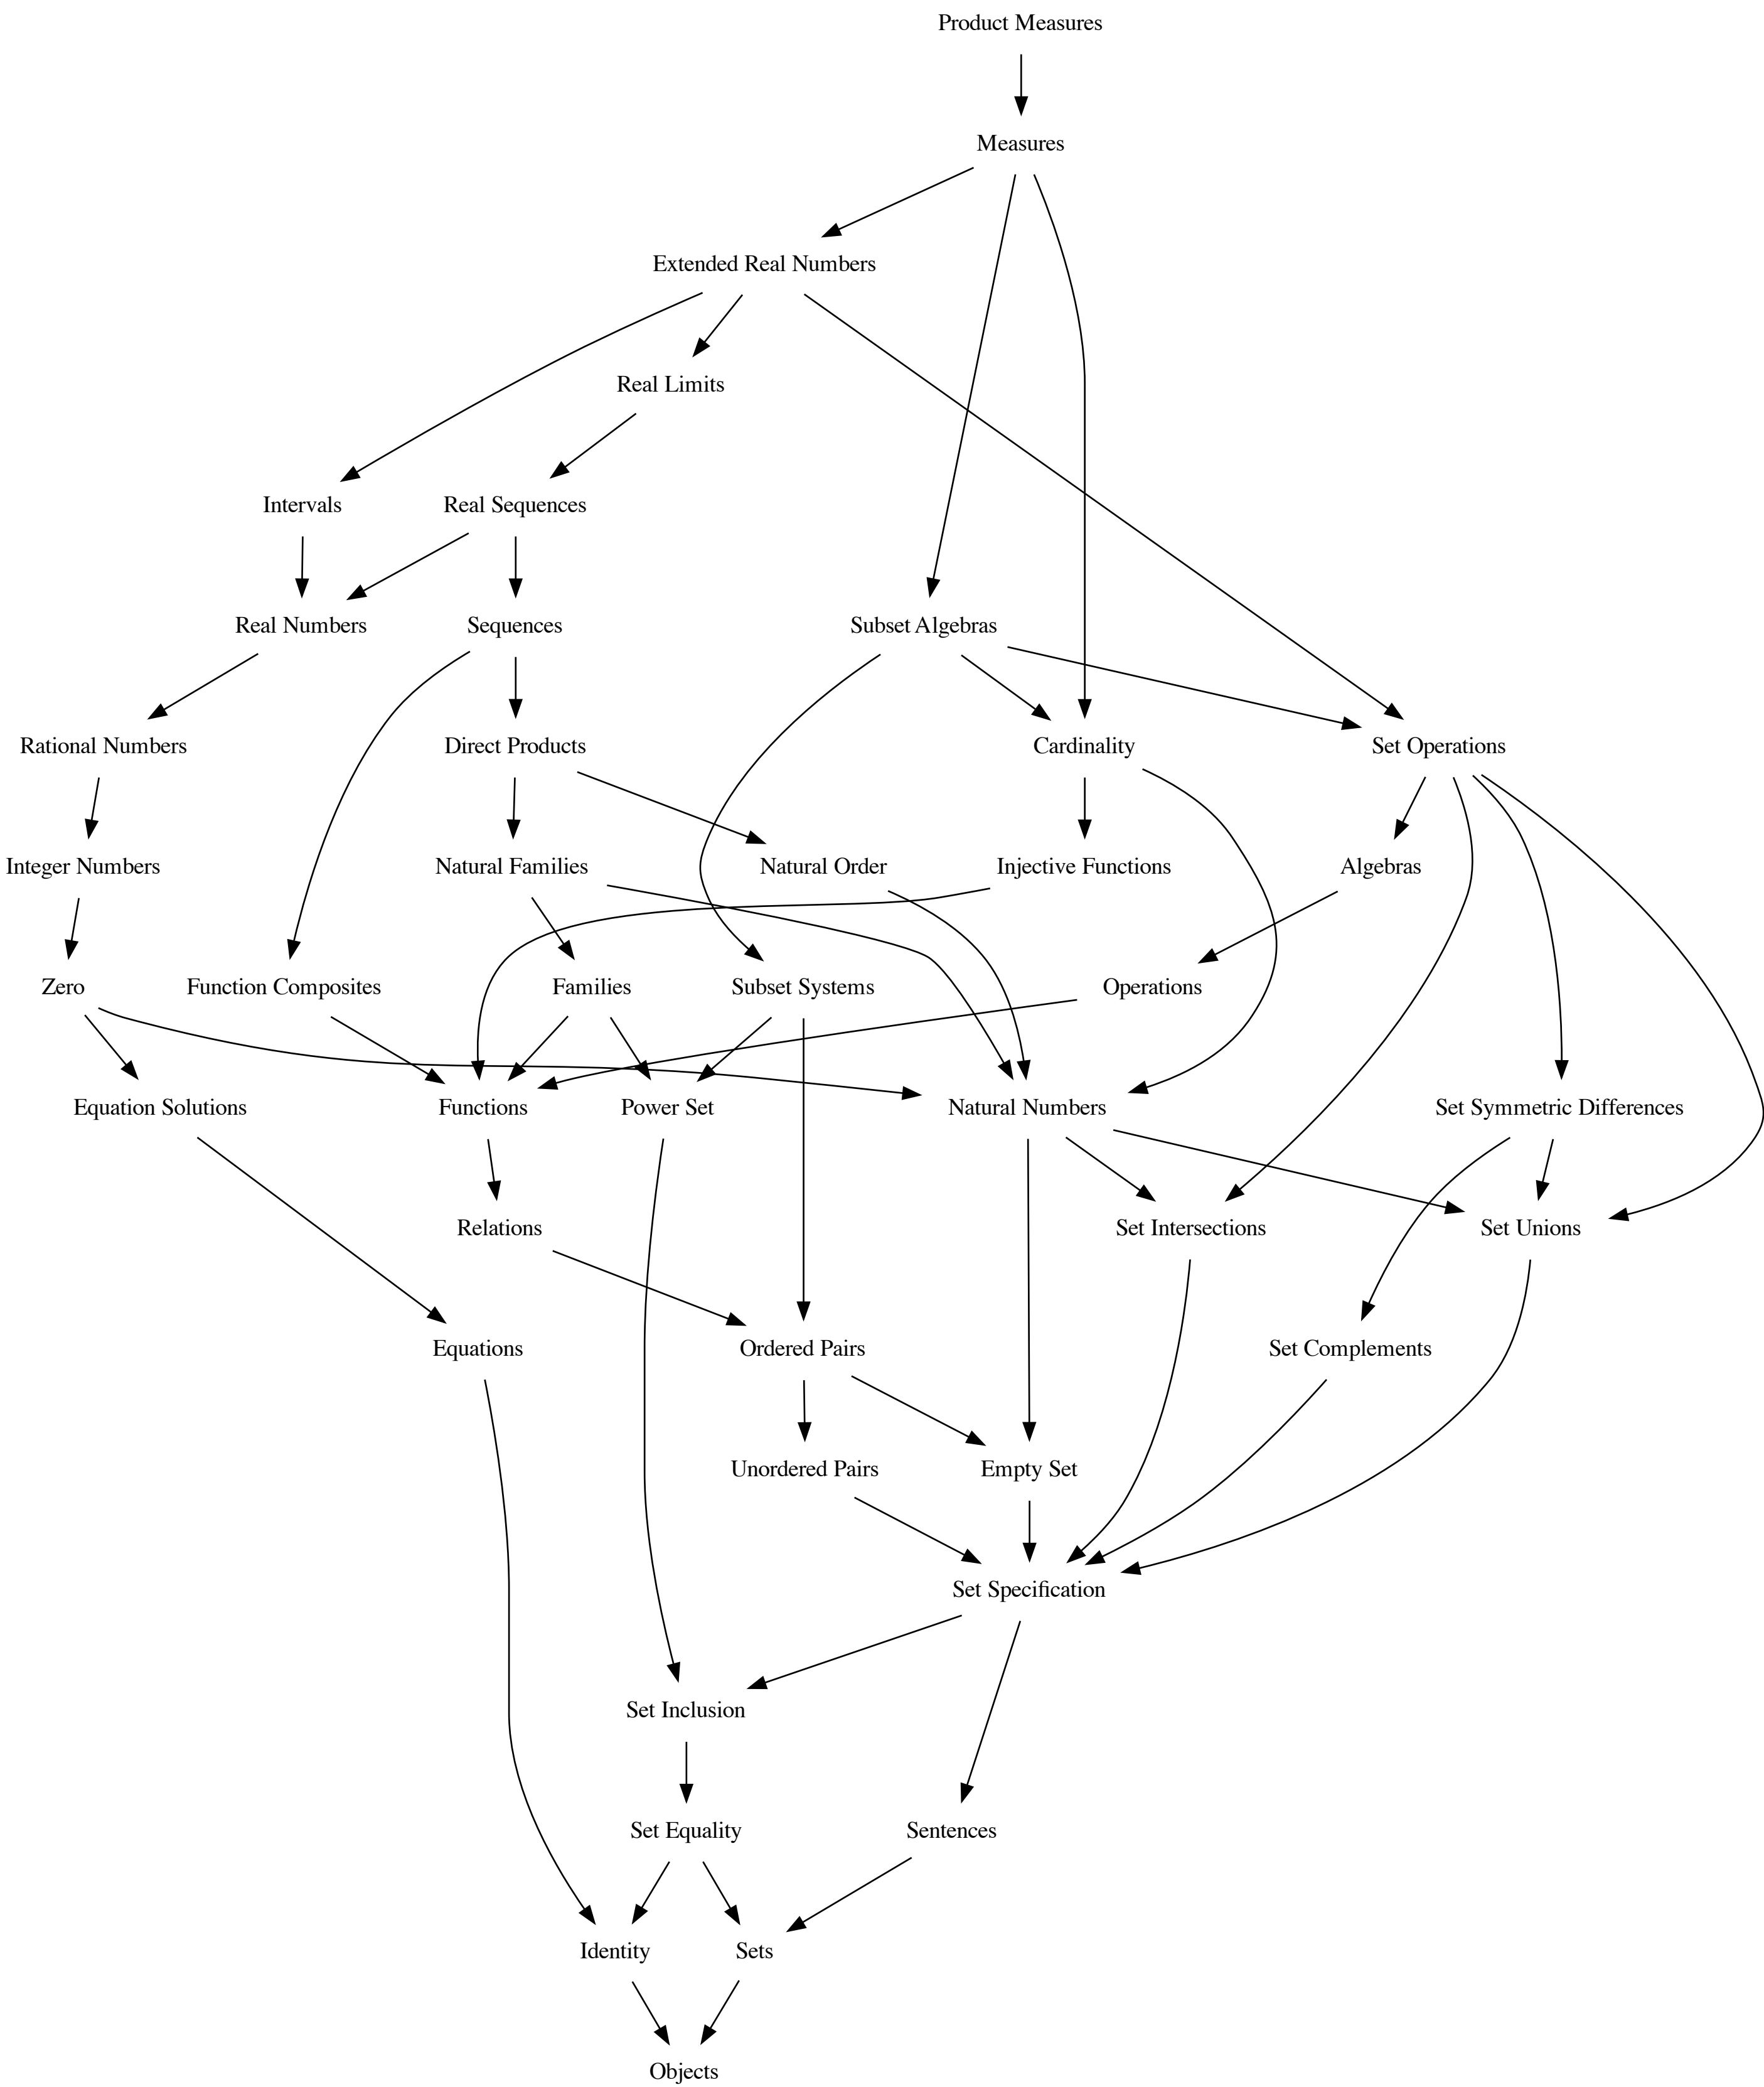 Product Measures
Measures
Extended Real Numbers
Real Limits
Intervals
Real Sequences
Real Numbers
Sequences
Subset Algebras
Rational Numbers
Direct Products
Cardinality
Set Operations
Integer Numbers
Natural Families
Natural Order
Injective Functions
Algebras
Zero
Function Composites
Families
Subset Systems
Operations
Equation Solutions
Functions
Power Set
Natural Numbers
Set Symmetric Differences
Relations
Set Intersections
Set Unions
Equations
Ordered Pairs
Set Complements
Unordered Pairs
Empty Set
Set Specification
Set Inclusion
Set Equality
Sentences
Identity
Sets
Objects